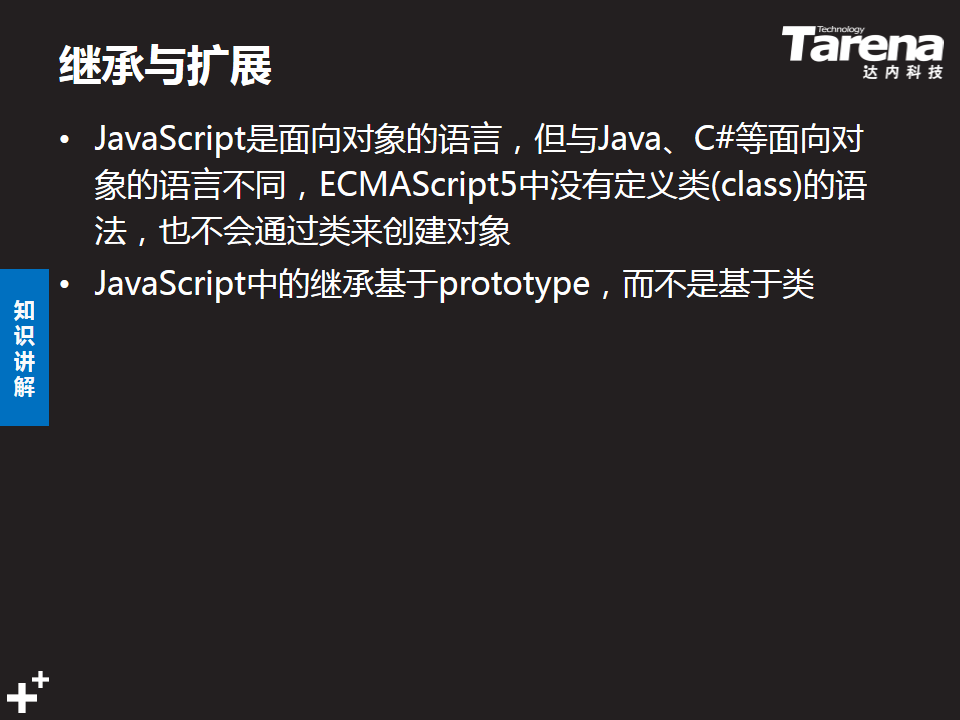 继承与扩展
Technology
Tarena
达内科技
• JavaScript是面向对象的语言，但与Java、C#等面向对
象的语言不同，ECMAScript5中没有定义类(class)的语
法，也不会通过类来创建对象
• JavaScript中的继承基于prototype，而不是基于类
知识讲解